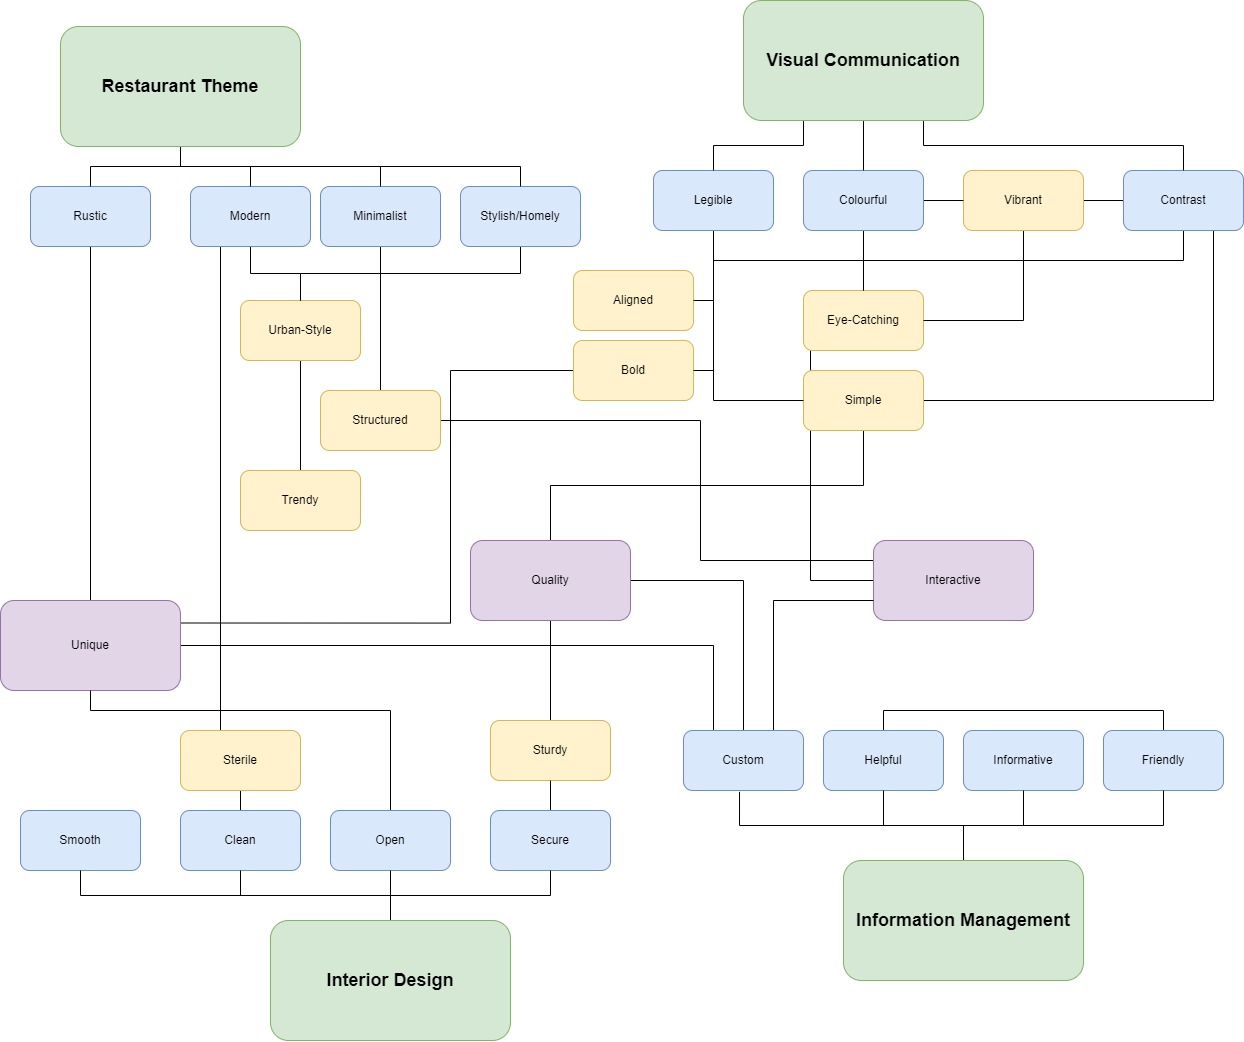 Visual Communication
Restaurant Theme
Legible
Colourful
Vibrant
Contrast
Rustic
Modern
Minimalist
Stylish/Homely
Aligned
Eye-Catching
Urban-Style
Bold
Simple
Structured
Trendy
Quality
Interactive
Unique
Sturdy
Sterile
Custom
Helpful
Informative
Friendly
Smooth
Clean
Open
Secure
Information Management
Interior Design